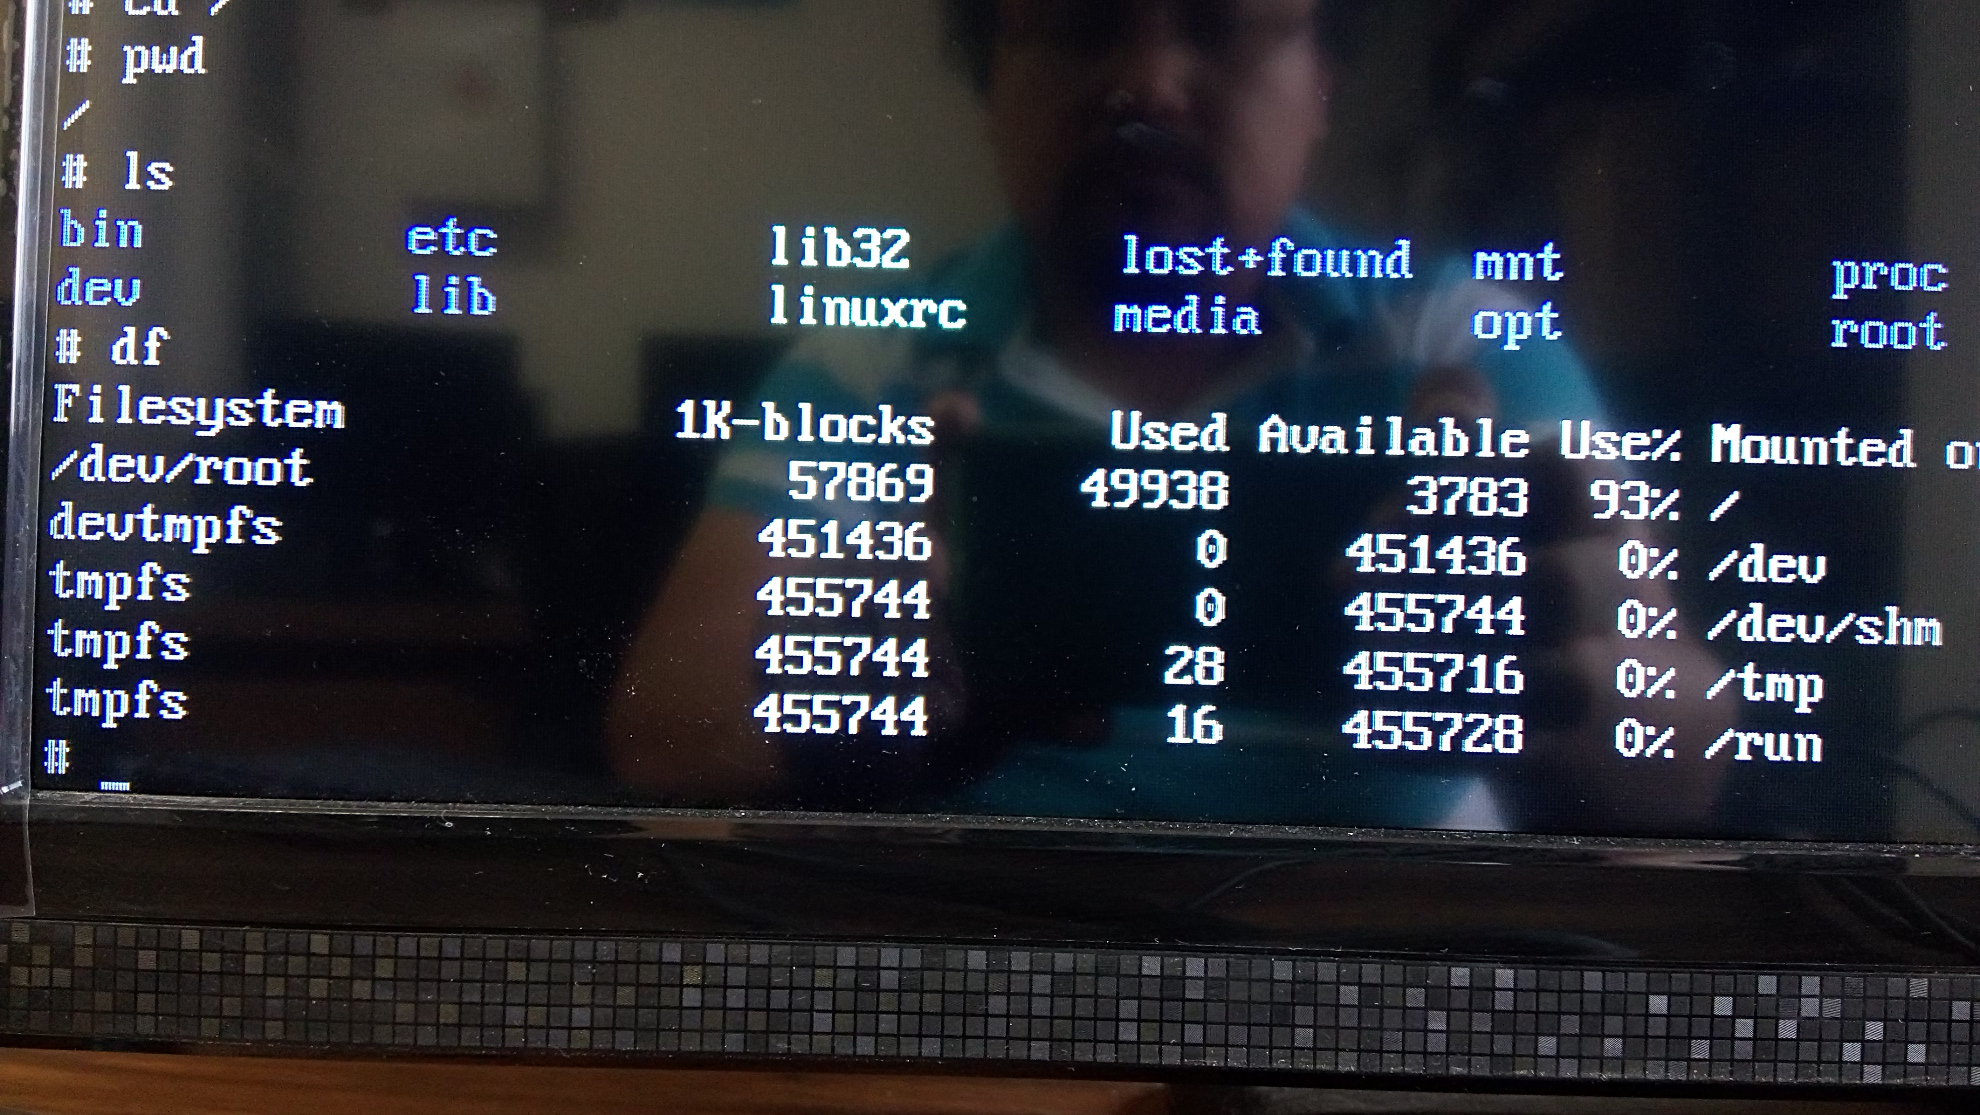 # cd /
# pwd
/
# ls
bin etc lib32 lost+found mnt proc
dev lib linuxrc media opt root
# df
Filesystem 1K-blocks Used Available Use% Mounted on
/dev/root 57869 49938 3783 93% /
devtmpfs 451436 0 451436 0% /dev
tmpfs 455744 0 455744 0% /dev/shm
tmpfs 455744 28 455716 0% /tmp
tmpfs 455744 16 455728 0% /run
#